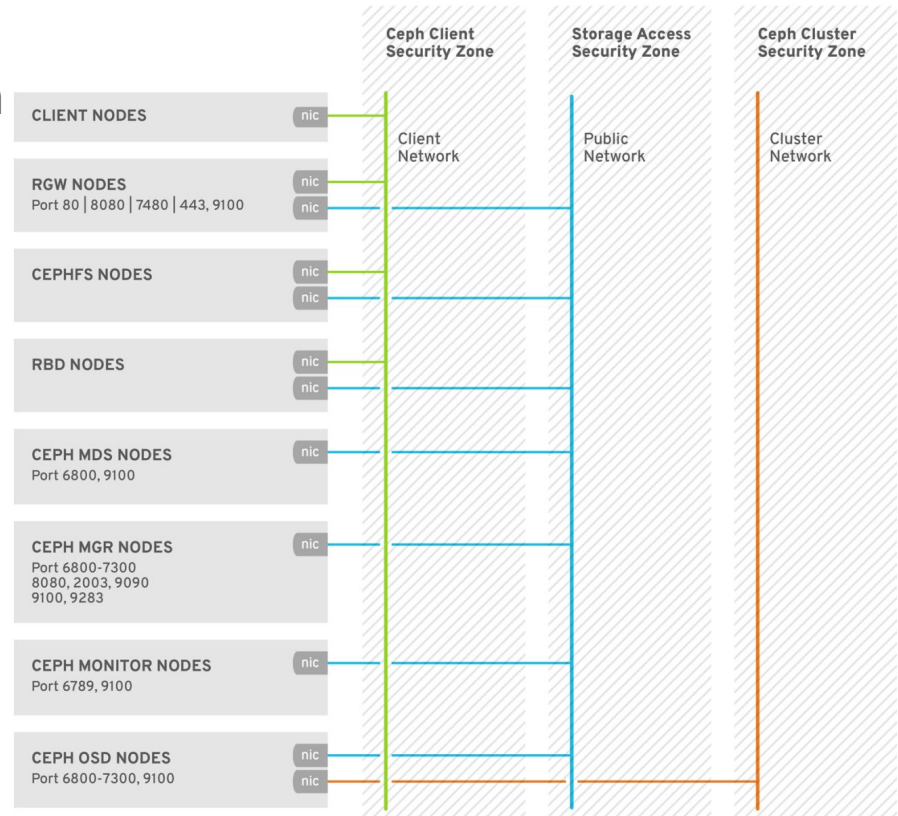 Ceph Client
Security Zone
Storage Access
Security Zone
Ceph Cluster
Security Zone
Client
Network
Public
Network
Cluster
Network
CLIENT NODES
nic
RGW NODES
Port 80 | 8080 | 7480 | 443, 9100
nic
nic
CEPHFS NODES
nic
nic
RBD NODES
nic
nic
CEPH MDS NODES
Port 6800, 9100
nic
CEPH MGR NODES
Port 6800-7300
8080, 2003, 9090
9100, 9283
nic
CEPH MONITOR NODES
Port 6789, 9100
nic
CEPH OSD NODES
Port 6800-7300, 9100
nic
nic